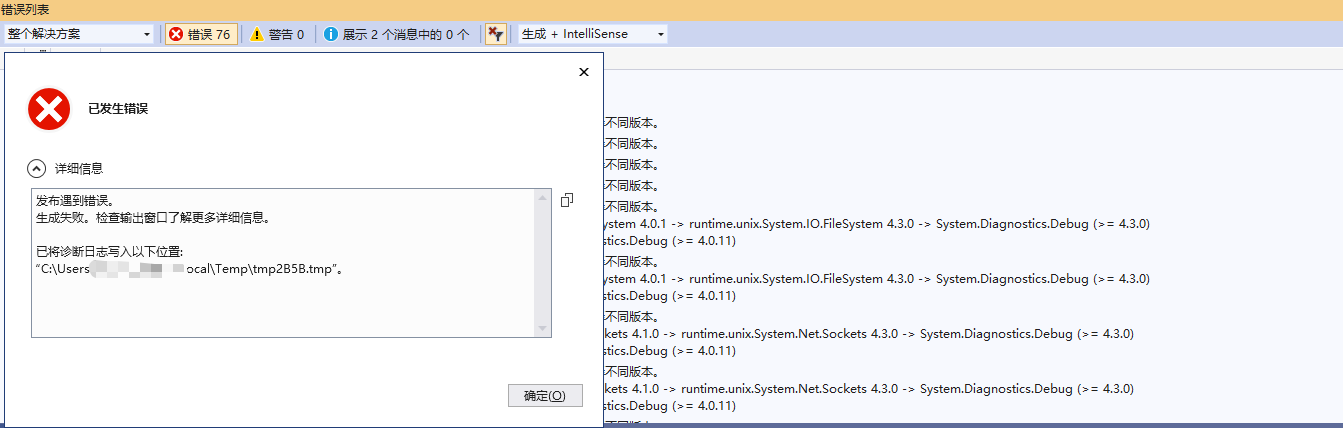 错误列表
整个解决方案 错误 76 警告 0 展示 2 个消息中的 0 个 生成 + IntelliSense
已发生错误
详细信息
发布遇到错误。
生成失败。检查输出窗口了解更多详细信息。
已将诊断日志写入以下位置:
“C:\Users ocal\Temp\tmp2B5B.tmp”。
确定(O)
不同版本。
不同版本。
不同版本。
不同版本。
不同版本。
ystem 4.0.1 -> runtime.unix.System.IO.FileSystem 4.3.0 -> System.Diagnostics.Debug (>= 4.3.0)
stics.Debug (>= 4.0.11)
不同版本。
ystem 4.0.1 -> runtime.unix.System.IO.FileSystem 4.3.0 -> System.Diagnostics.Debug (>= 4.3.0)
stics.Debug (>= 4.0.11)
不同版本。
ckets 4.1.0 -> runtime.unix.System.Net.Sockets 4.3.0 -> System.Diagnostics.Debug (>= 4.3.0)
stics.Debug (>= 4.0.11)
不同版本。
ckets 4.1.0 -> runtime.unix.System.Net.Sockets 4.3.0 -> System.Diagnostics.Debug (>= 4.3.0)
stics.Debug (>= 4.0.11)